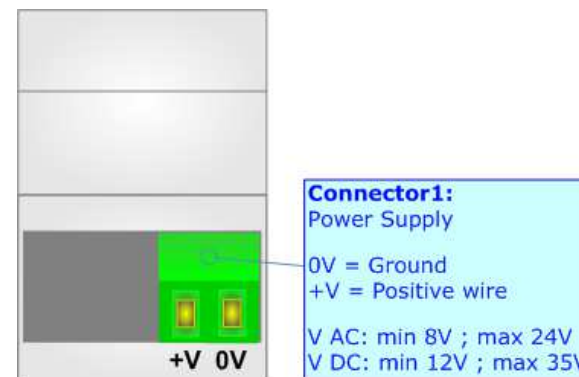 Connector1:
Power Supply
0V = Ground
+V = Positive wire
V AC: min 8V ; max 24V
V DC: min 12V ; max 35V
+V 0V